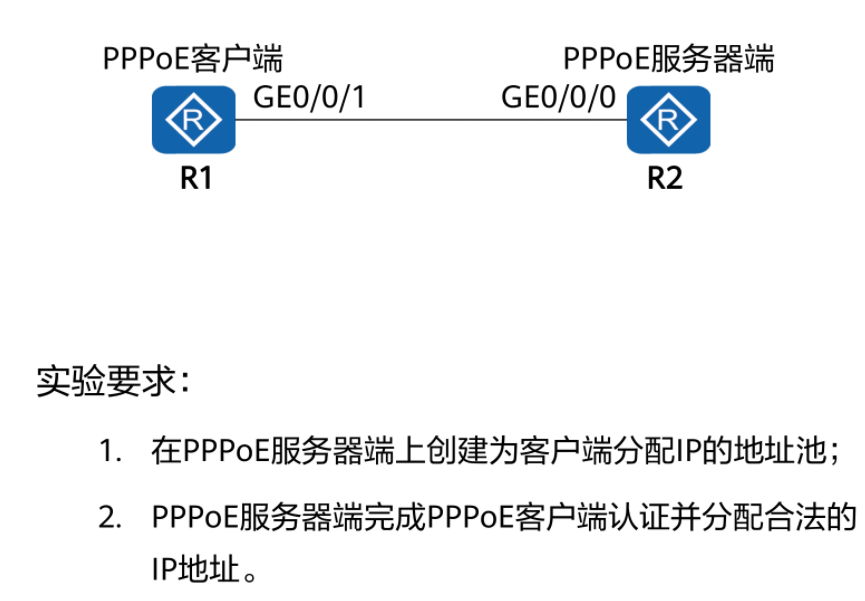 PPPoE客户端 PPPoE服务器端
GE0/0/1 GE0/0/0
R R
R1 R2
实验要求：
1. 在PPPoE服务器端上创建为客户端分配IP的地址池；
2. PPPoE服务器端完成PPPoE客户端认证并分配合法的
IP地址。